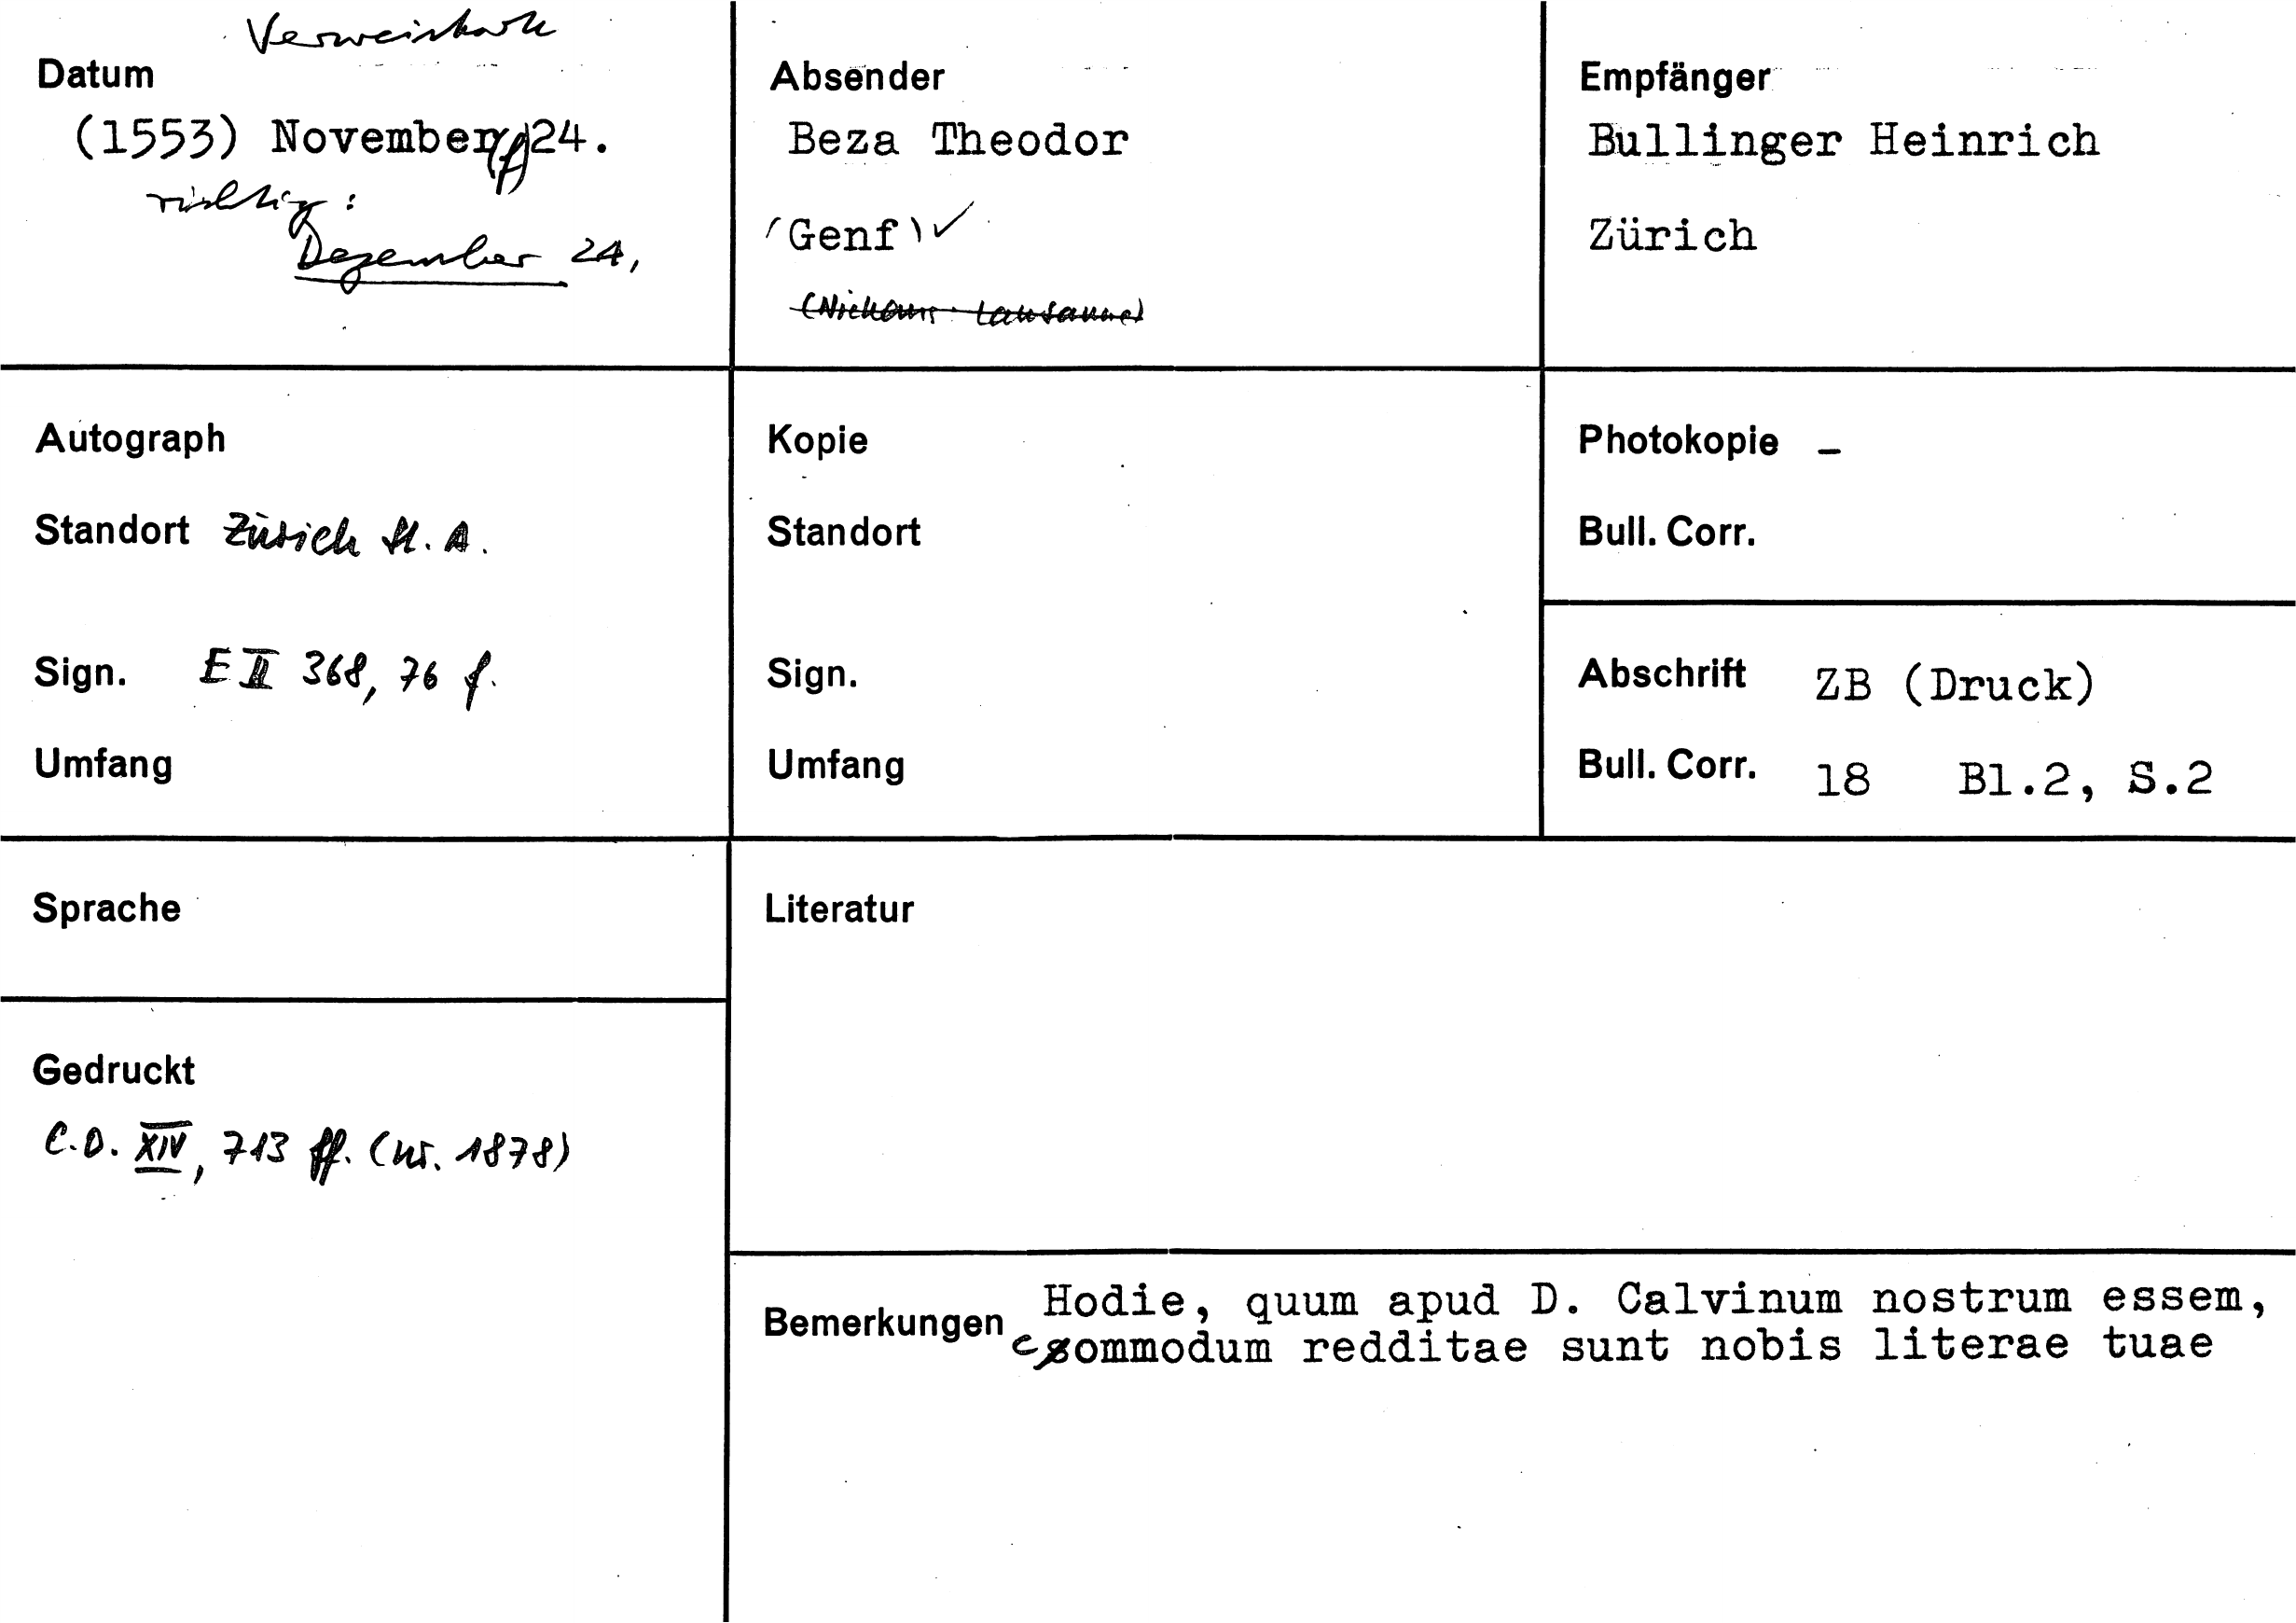 Verweiskarte
Datum
(1553) November (?) 24.
richtig:
Dezember 24,
Absender
Beza Theodor
(Genf) ✓
Lausanne)
Empfänger
Bullinger Heinrich
Zürich
Autograph
Standort Zürich St. A.
Sign. E II 368, 76 f.
Umfang
Kopie
Standort
Sign.
Umfang
Photokopie –
Bull. Corr.
Abschrift ZB (Druck)
Bull. Corr. 18 Bl.2, S.2
Sprache
Gedruckt
C.O. XIV, 713 ff. (nr. 1878)
Literatur
Bemerkungen Hodie, quum apud D. Calvinum nostrum essem,
commodum redditae sunt nobis literae tuae